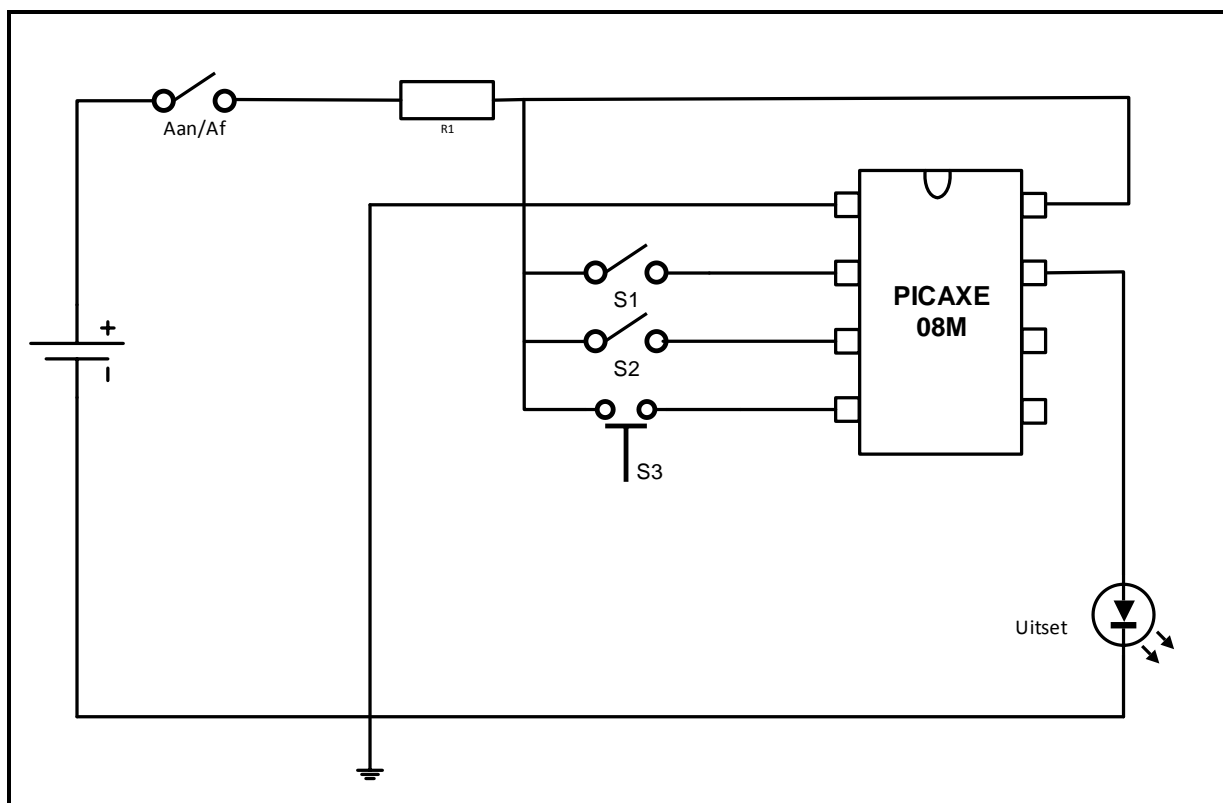 Aan/Af
R1
+
PICAXE
08M
S1
S2
S3
Uitset